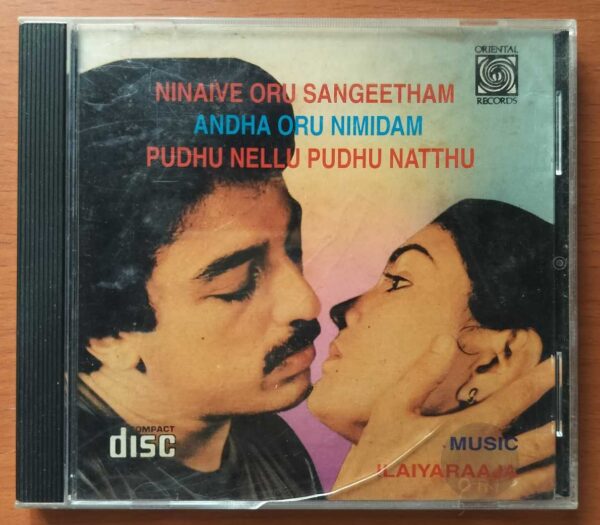 ORIENTAL
RECORDS
NINAIVE ORU SANGEETHAM
ANDHA ORU NIMIDAM
PUDHU NELLU PUDHU NATTHU
COMPACT
disc
MUSIC
ILAIYARAAJA